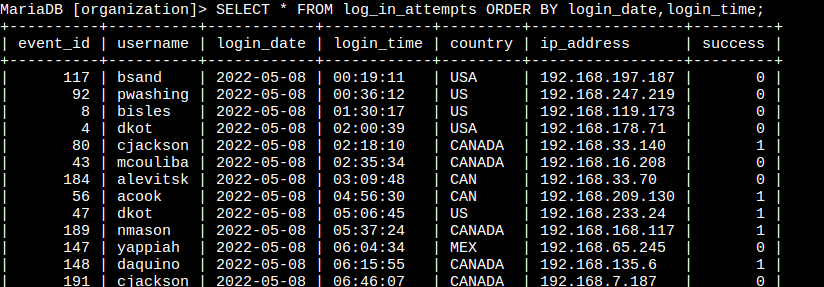 MariaDB [organization]> SELECT * FROM log_in_attempts ORDER BY login_date,login_time;
+----------+----------+------------+------------+---------+-----------------+---------+
| event_id | username | login_date | login_time | country | ip_address      | success |
+----------+----------+------------+------------+---------+-----------------+---------+
|      117 | bsand    | 2022-05-08 | 00:19:11   | USA     | 192.168.197.187 |       0 |
|       92 | pwashing | 2022-05-08 | 00:36:12   | US      | 192.168.247.219 |       0 |
|        8 | bisles   | 2022-05-08 | 01:30:17   | US      | 192.168.119.173 |       0 |
|        4 | dkot     | 2022-05-08 | 02:00:39   | USA     | 192.168.178.71  |       0 |
|       80 | cjackson | 2022-05-08 | 02:18:10   | CANADA  | 192.168.33.140  |       1 |
|       43 | mcouliba | 2022-05-08 | 02:35:34   | CANADA  | 192.168.16.208  |       0 |
|      184 | alevitsk | 2022-05-08 | 03:09:48   | CAN     | 192.168.33.70   |       0 |
|       56 | acook    | 2022-05-08 | 04:56:30   | CAN     | 192.168.209.130 |       1 |
|       47 | dkot     | 2022-05-08 | 05:06:45   | US      | 192.168.233.24  |       1 |
|      189 | nmason   | 2022-05-08 | 05:37:24   | CANADA  | 192.168.168.117 |       1 |
|      147 | yappiah  | 2022-05-08 | 06:04:34   | MEX     | 192.168.65.245  |       0 |
|      148 | daquino  | 2022-05-08 | 06:15:55   | CANADA  | 192.168.135.6   |       1 |
|      191 | cjackson | 2022-05-08 | 06:46:07   | CANADA  | 192.168.7.187   |       0 |